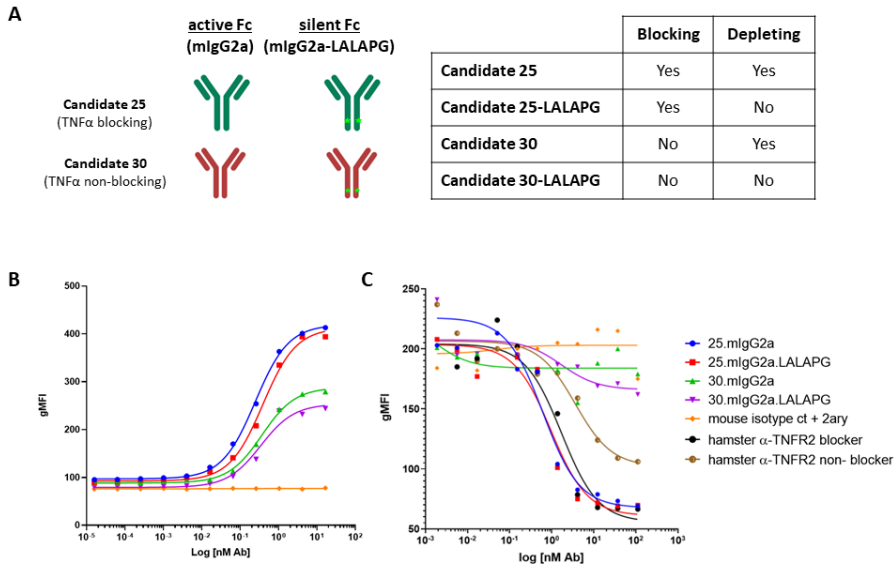 A
active Fc
(mIgG2a)
silent Fc
(mIgG2a-LALAPG)
Candidate 25
(TNFα blocking)
Candidate 30
(TNFα non-blocking)
Blocking Depleting
Candidate 25 Yes Yes
Candidate 25-LALAPG Yes No
Candidate 30 No Yes
Candidate 30-LALAPG No No
B
gMFI
500
400
300
200
100
0
10-5 10-4 10-3 10-2 10-1 100 101 102
Log [nM Ab]
C
gMFI
250
200
150
100
50
10-3 10-2 10-1 100 101 102 103
log [nM Ab]
25.mIgG2a
25.mIgG2a.LALAPG
30.mIgG2a
30.mIgG2a.LALAPG
mouse isotype ct + 2ary
hamster α-TNFR2 blocker
hamster α-TNFR2 non- blocker